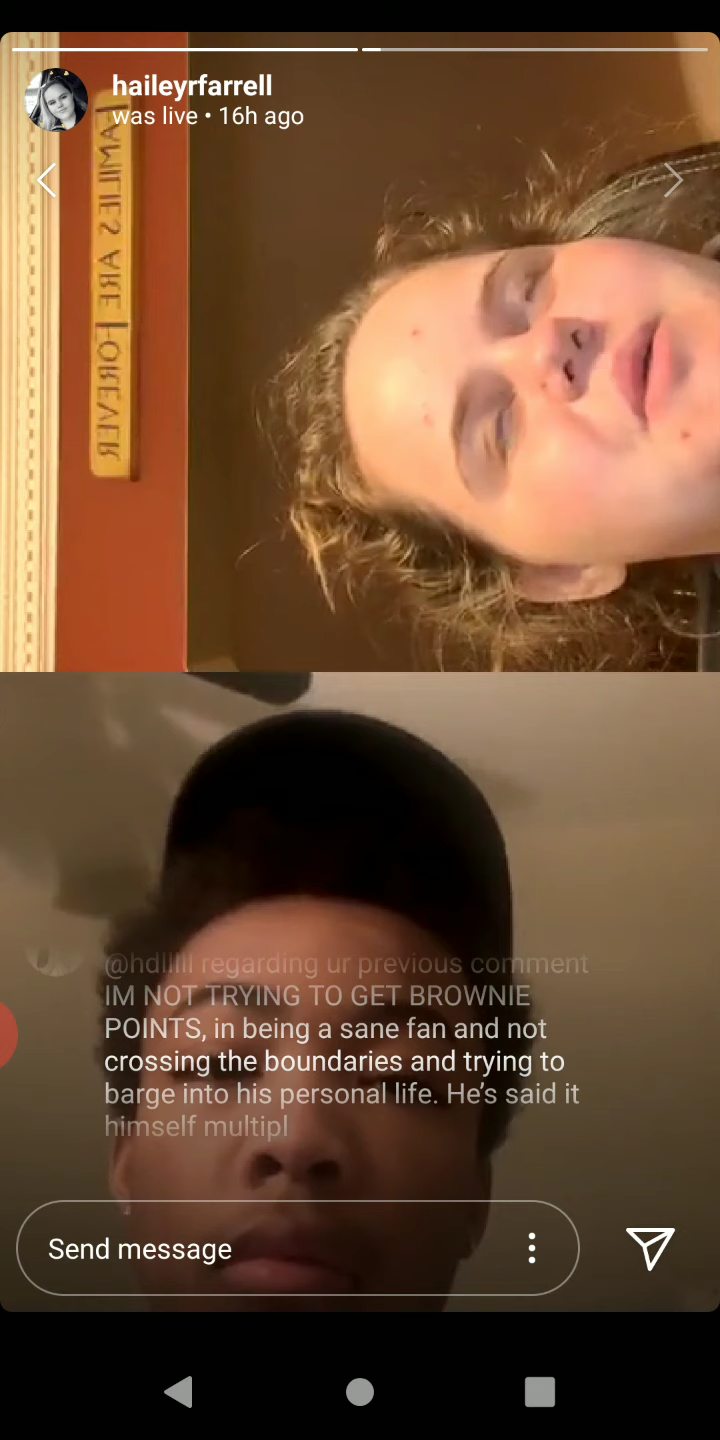 haileyrfarrell
was live • 16h ago
FAMILIES ARE FOREVER
@hdlllll regarding ur previous comment
IM NOT TRYING TO GET BROWNIE
POINTS, in being a sane fan and not
crossing the boundaries and trying to
barge into his personal life. He’s said it
himself multipl
Send message